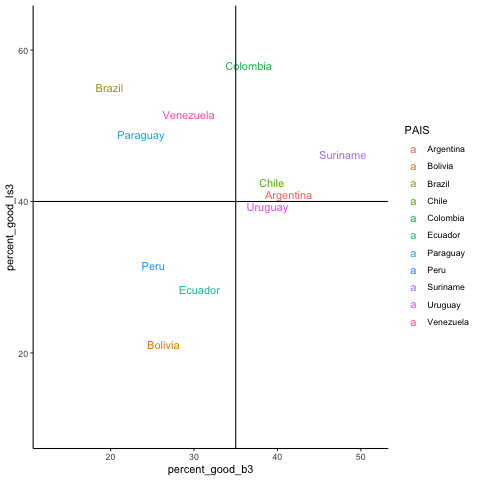 60
40
20
percent_good_ls3
Colombia
Brazil
Venezuela
Paraguay
Suriname
Chile
Argentina
Uruguay
Peru
Ecuador
Bolivia
20
30
40
50
percent_good_b3
PAIS
a Argentina
a Bolivia
a Brazil
a Chile
a Colombia
a Ecuador
a Paraguay
a Peru
a Suriname
a Uruguay
a Venezuela